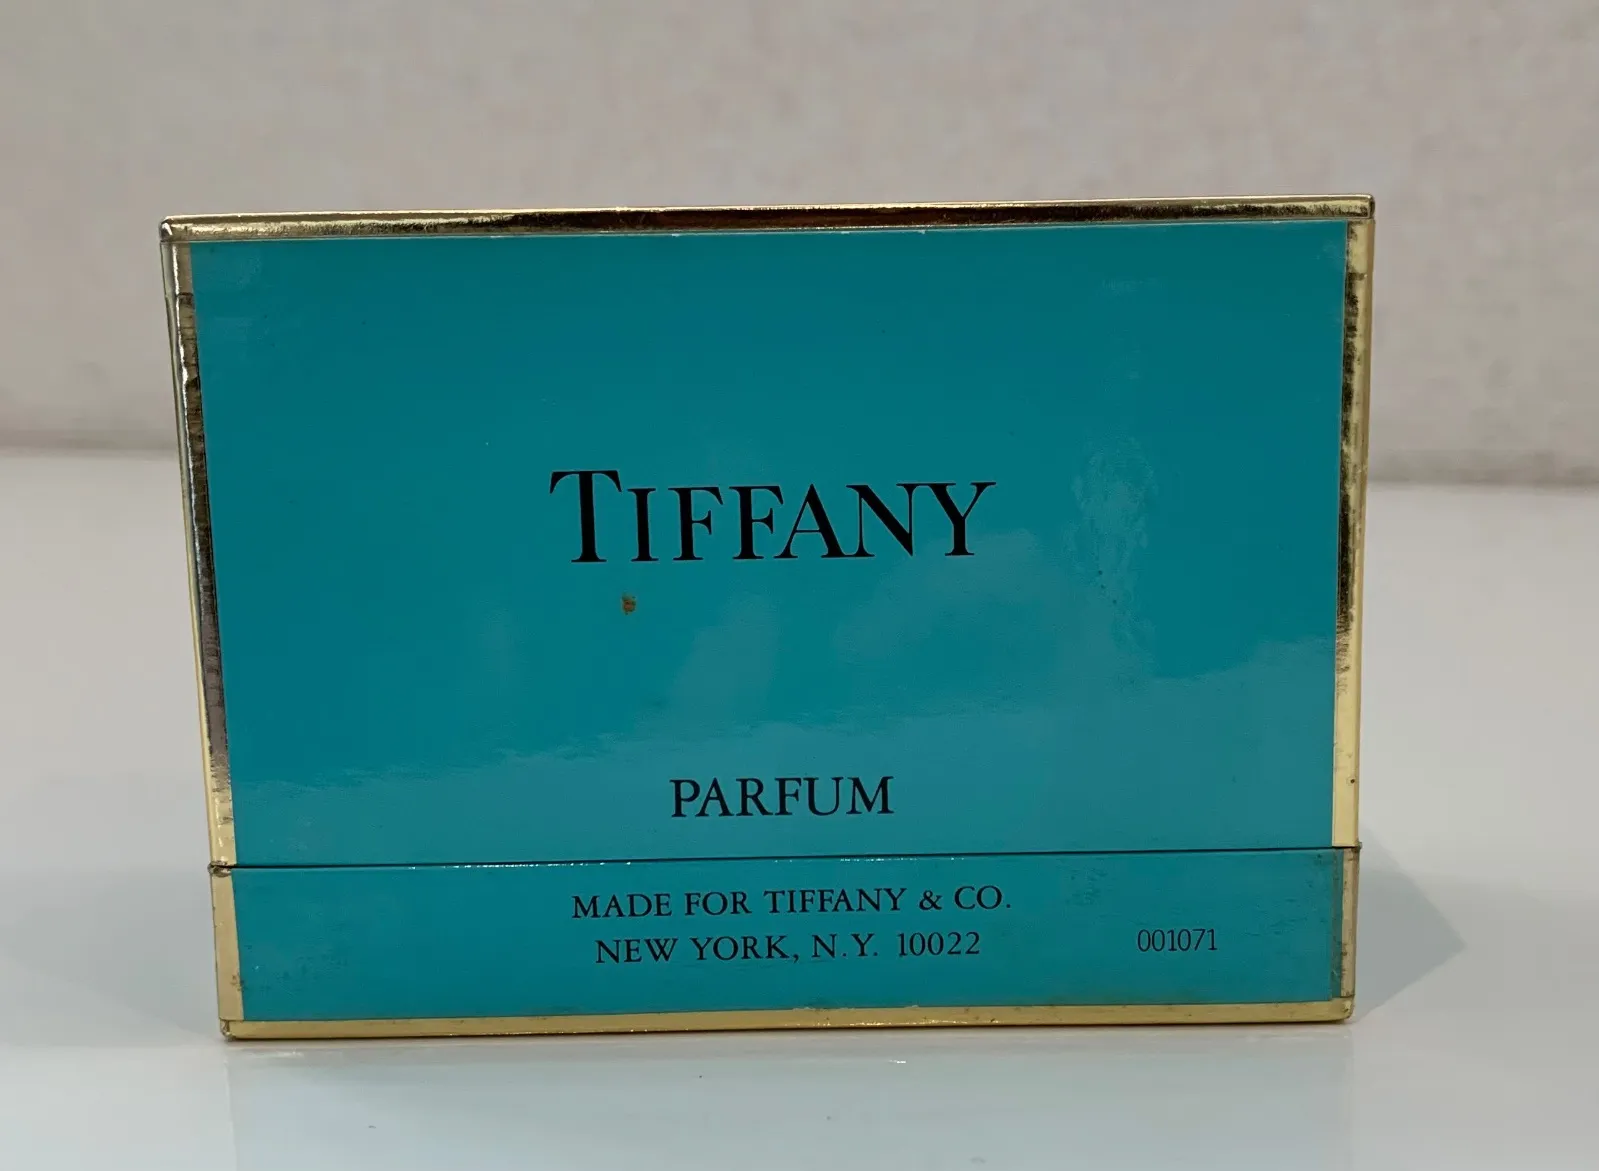 TIFFANY
PARFUM
MADE FOR TIFFANY & CO.
NEW YORK, N.Y. 10022
001071